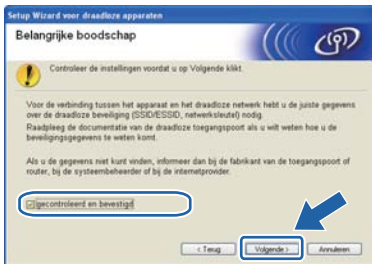 Setup Wizard voor draadloze apparaten
Belangrijke boodschap
Controleer de instellingen voordat u op Volgende klikt.
Voor de verbinding tussen het apparaat en het draadloze netwerk hebt u de juiste gegevens
over de draadloze beveiliging (SSID/ESSID, netwerksleutel) nodig.
Raadpleeg de documentatie van het draadloze toegangspoort als u wilt weten hoe u de
beveiligingsgegevens te weten komt.
Als u de gegevens niet kunt vinden, informeer dan bij de fabrikant van de toegangspoort of
router, bij de systeembeheerder of bij de internetprovider.
gecontroleerd en bevestigd
< Terug
Volgende >
Annuleren